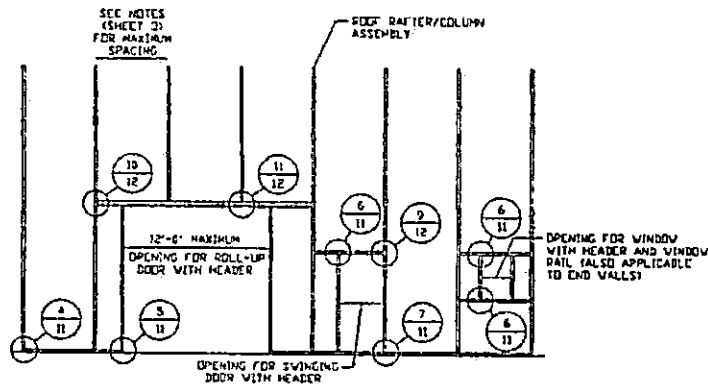 SEE NOTES
(SHEET 3)
FOR MAXIMUM
SPACING
ROOF RAFTER/COLUMN
ASSEMBLY
10
12
11
12
6
11
9
12
6
11
12'-0" MAXIMUM
OPENING FOR ROLL-UP
DOOR WITH HEADER
OPENING FOR WINDOW
WITH HEADER AND WINDOW
RAIL (ALSO APPLICABLE
TO END WALLS)
4
11
5
11
7
11
6
11
OPENING FOR SWINGING
DOOR WITH HEADER